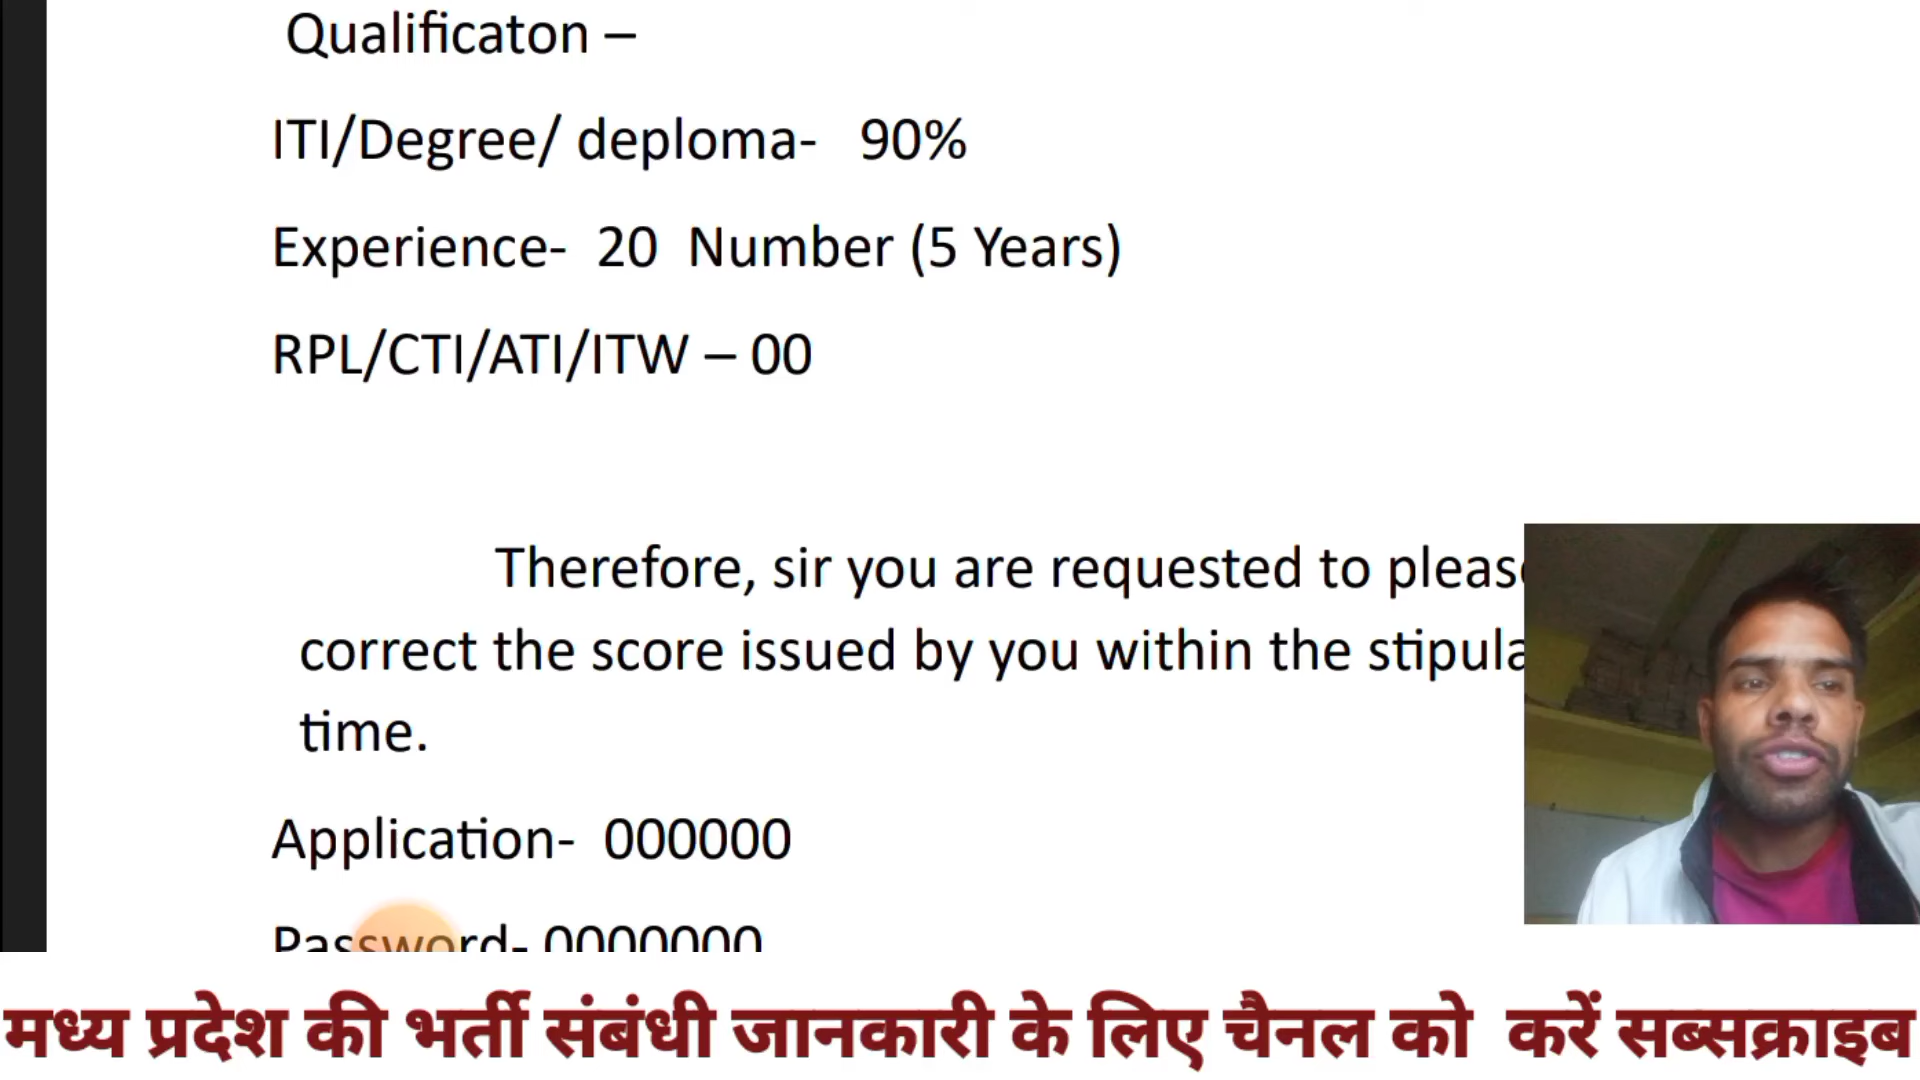 Qualificaton –
ITI/Degree/ deploma- 90%
Experience- 20 Number (5 Years)
RPL/CTI/ATI/ITW – 00
Therefore, sir you are requested to pleas
correct the score issued by you within the stipula
time.
Application- 000000
Password- 0000000
मध्य प्रदेश की भर्ती संबंधी जानकारी के लिए चैनल को करें सब्सक्राइब